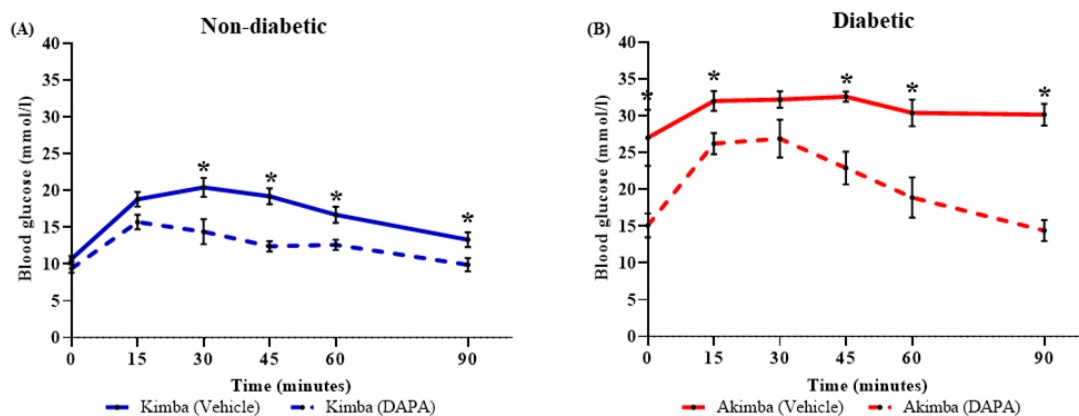 (A) Non-diabetic
Blood glucose (mmol/l)
40
35
30
25
20
15
10
5
0
* * * *
0 15 30 45 60 90
Time (minutes)
Kimba (Vehicle) Kimba (DAPA)
(B) Diabetic
Blood glucose (mmol/l)
40
35
30
25
20
15
10
5
0
* * * * *
0 15 30 45 60 90
Time (minutes)
Akimba (Vehicle) Akimba (DAPA)